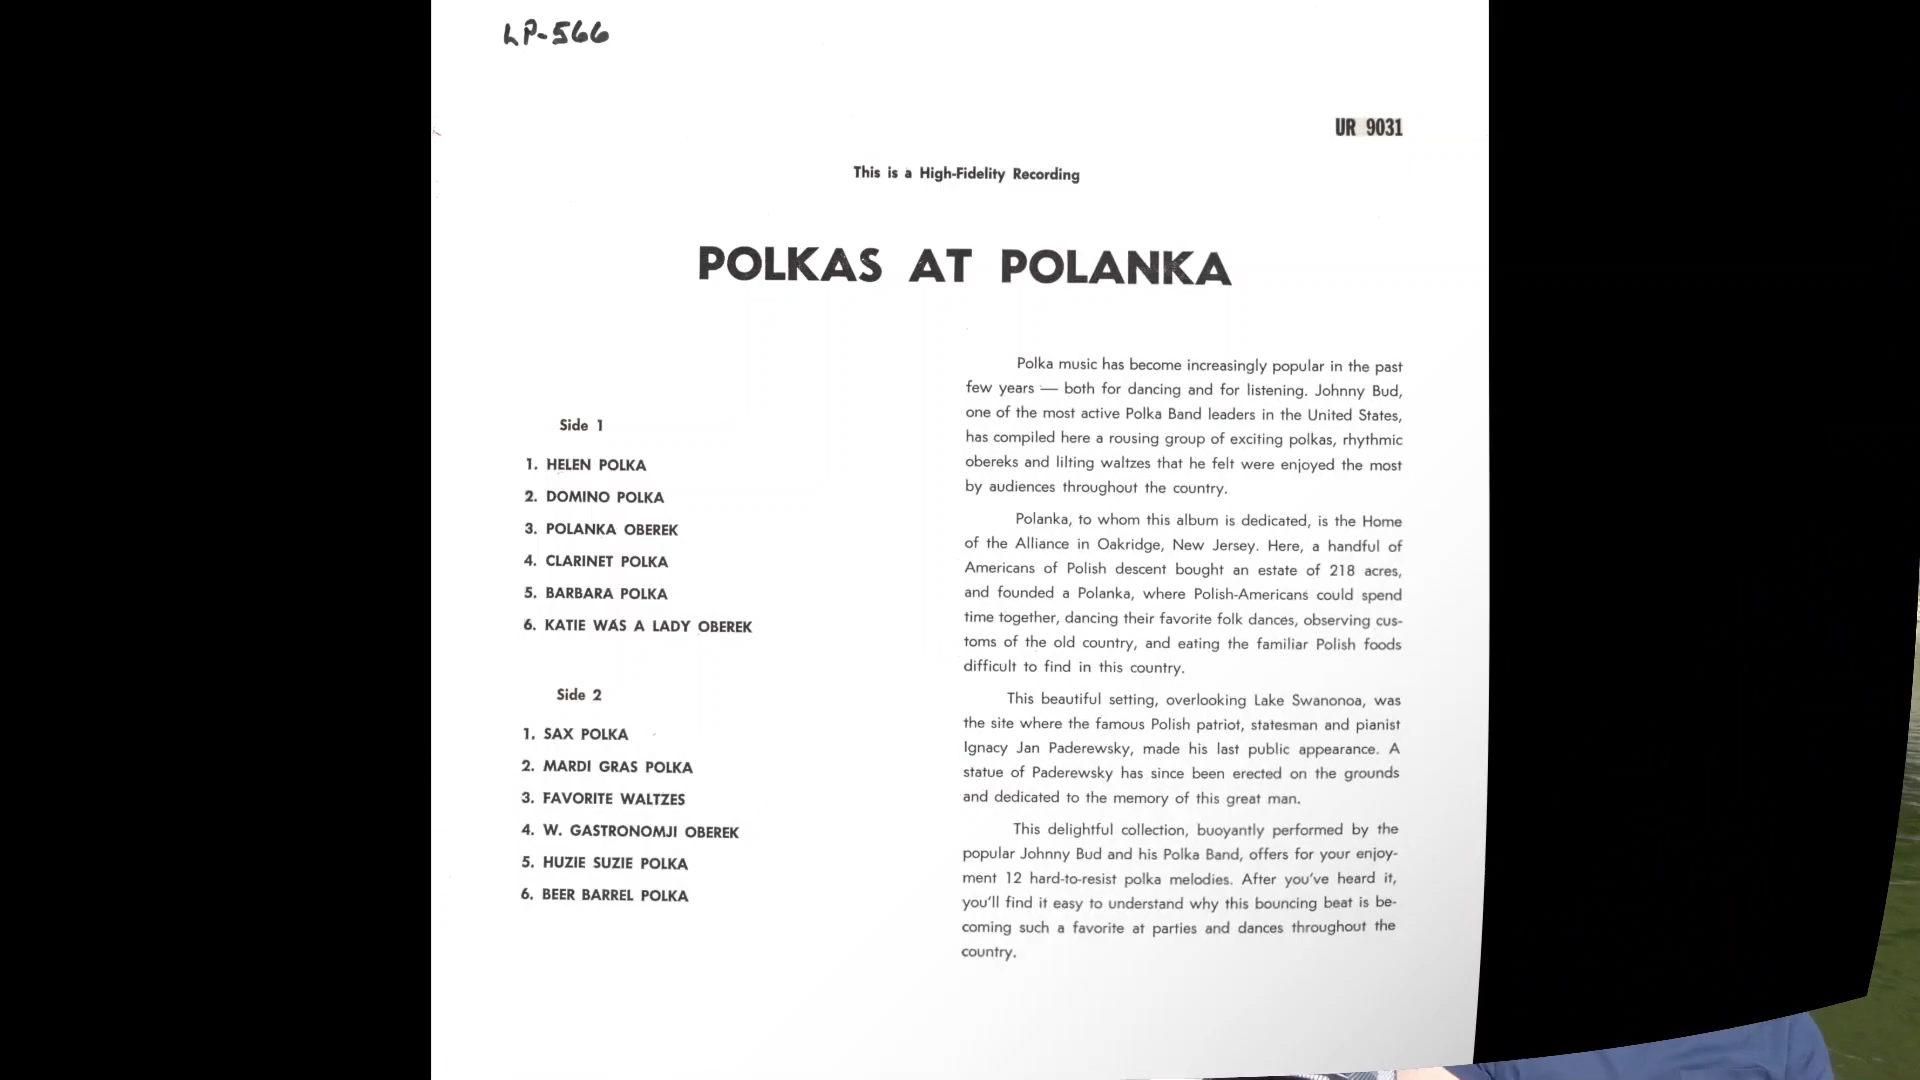 LP-566
UR 9031
This is a High-Fidelity Recording
POLKAS AT POLANKA
Side 1
1. HELEN POLKA
2. DOMINO POLKA
3. POLANKA OBEREK
4. CLARINET POLKA
5. BARBARA POLKA
6. KATIE WAS A LADY OBEREK
Side 2
1. SAX POLKA
2. MARDI GRAS POLKA
3. FAVORITE WALTZES
4. W. GASTRONOMJI OBEREK
5. HUZIE SUZIE POLKA
6. BEER BARREL POLKA
Polka music has become increasingly popular in the past
few years — both for dancing and for listening. Johnny Bud,
one of the most active Polka Band leaders in the United States,
has compiled here a rousing group of exciting polkas, rhythmic
obereks and lilting waltzes that he felt were enjoyed the most
by audiences throughout the country.
Polanka, to whom this album is dedicated, is the Home
of the Alliance in Oakridge, New Jersey. Here, a handful of
Americans of Polish descent bought an estate of 218 acres,
and founded a Polanka, where Polish-Americans could spend
time together, dancing their favorite folk dances, observing cus-
toms of the old country, and eating the familiar Polish foods
difficult to find in this country.
This beautiful setting, overlooking Lake Swanonoa, was
the site where the famous Polish patriot, statesman and pianist
Ignacy Jan Paderewsky, made his last public appearance. A
statue of Paderewsky has since been erected on the grounds
and dedicated to the memory of this great man.
This delightful collection, buoyantly performed by the
popular Johnny Bud and his Polka Band, offers for your enjoy-
ment 12 hard-to-resist polka melodies. After you've heard it,
you'll find it easy to understand why this bouncing beat is be-
coming such a favorite at parties and dances throughout the
country.